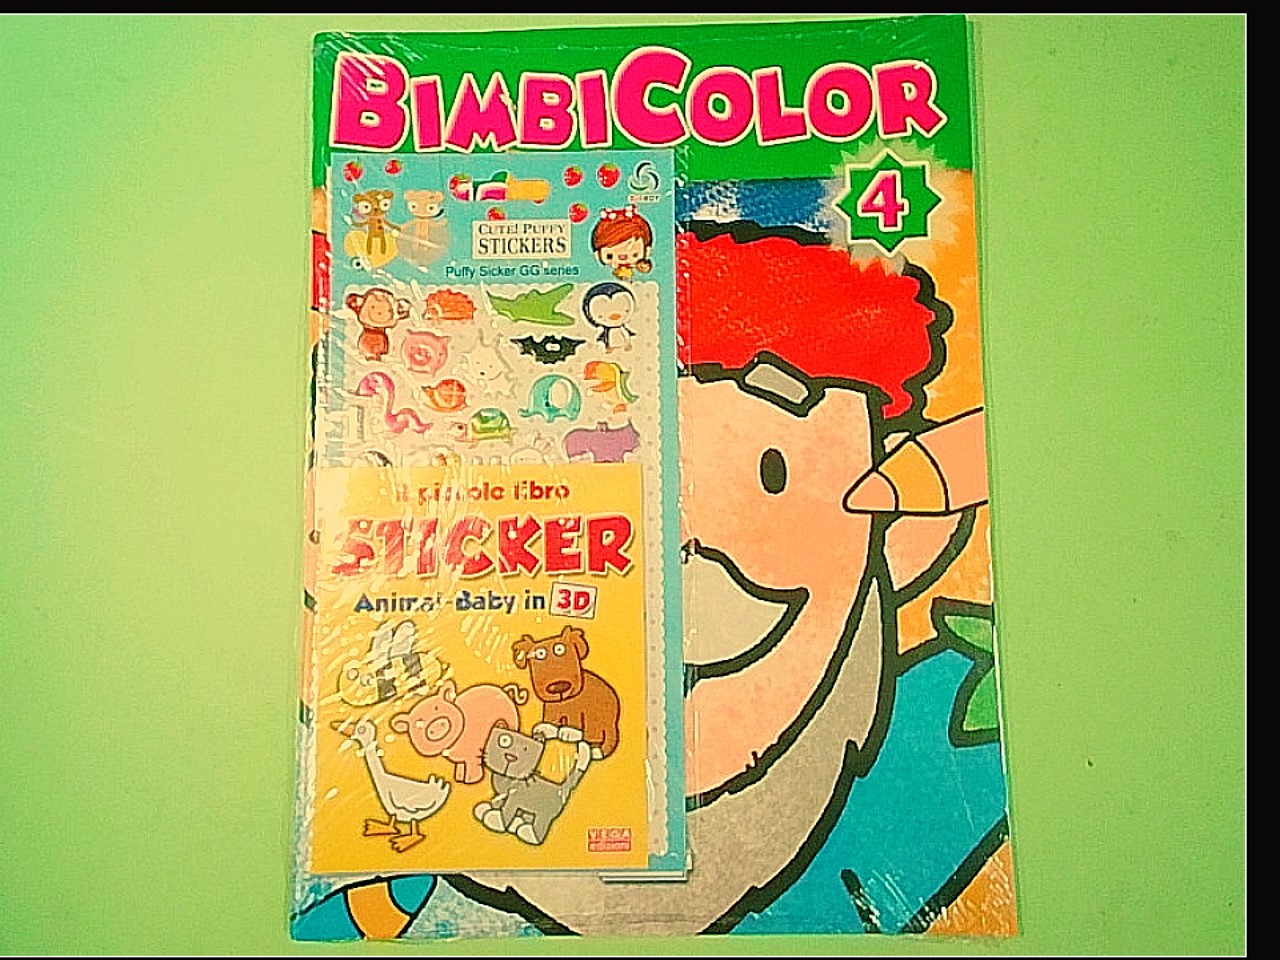 BIMBICOLOR
4
CUTE! PUFFY
STICKERS
Puffy Sicker GG series
il piccolo libro
STICKER
Animal-Baby in 3D
VEGA
edizioni